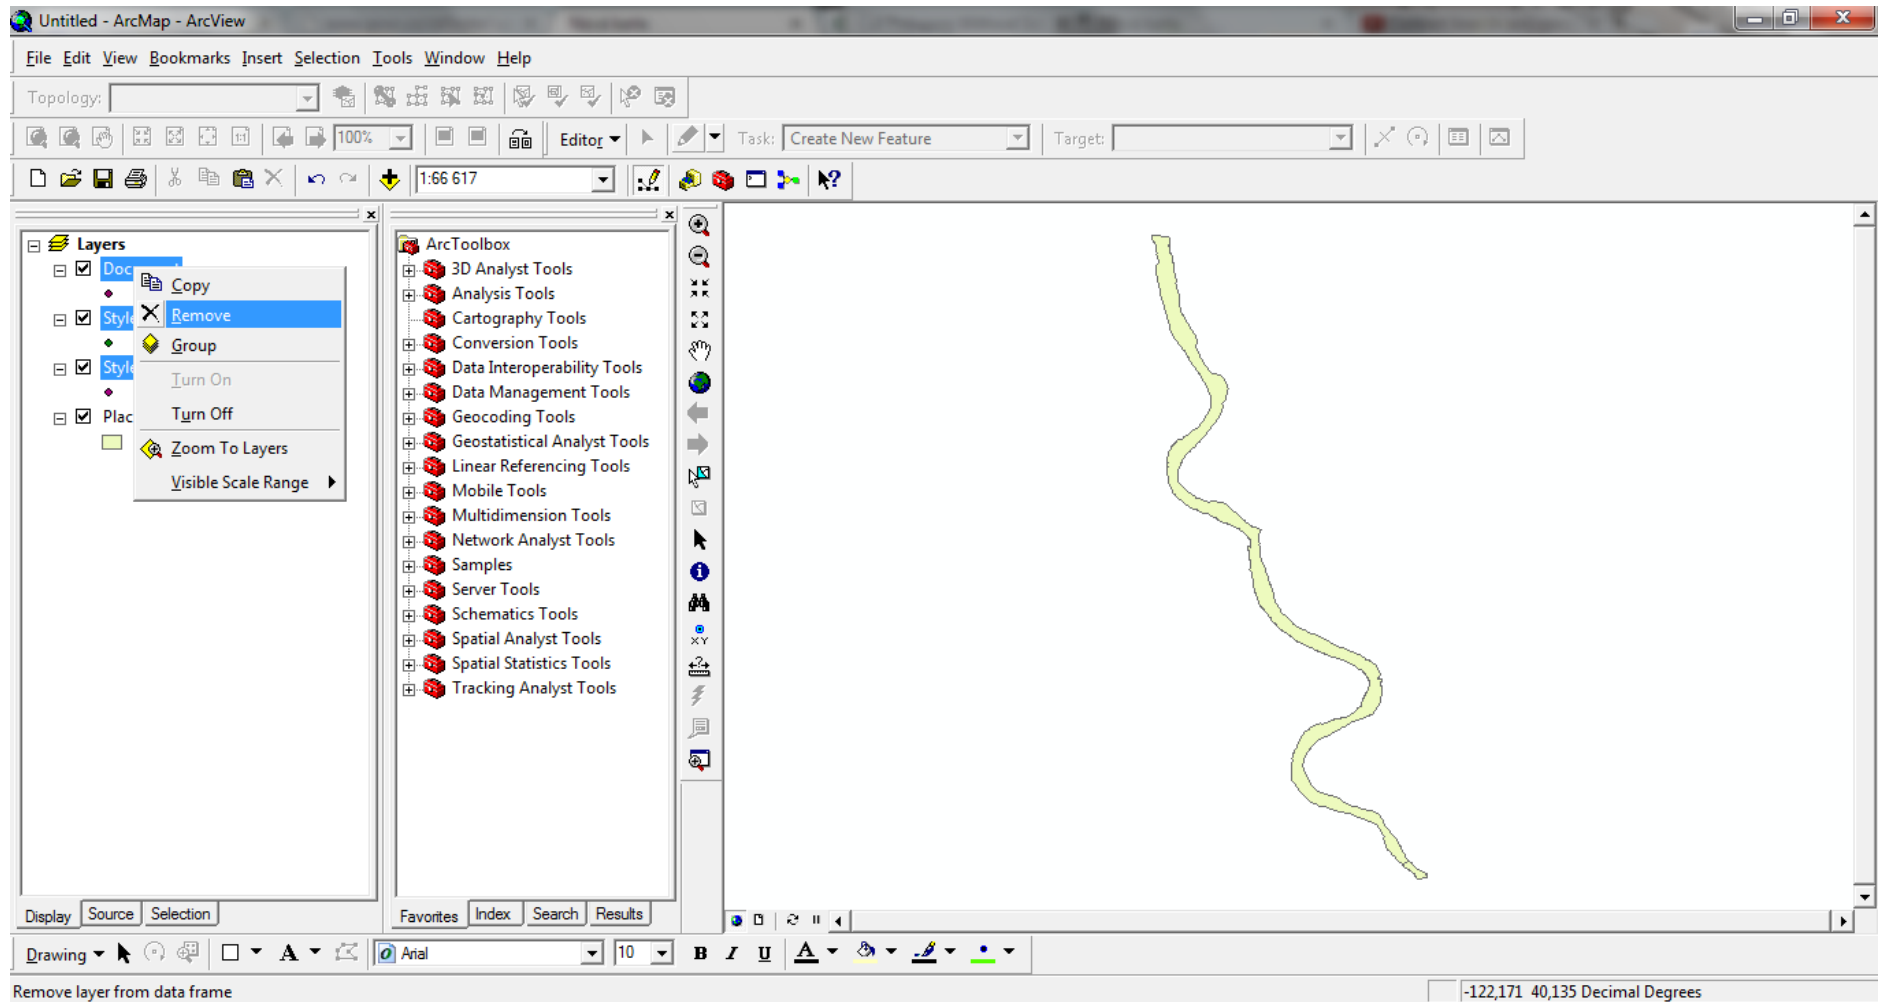 Untitled - ArcMap - ArcView
File Edit View Bookmarks Insert Selection Tools Window Help
Topology:
1:1 100% Editor Task: Create New Feature Target:
1:66 617
Layers
Copy
Remove
Group
Turn On
Turn Off
Zoom To Layers
Visible Scale Range
Display Source Selection
ArcToolbox
3D Analyst Tools
Analysis Tools
Cartography Tools
Conversion Tools
Data Interoperability Tools
Data Management Tools
Geocoding Tools
Geostatistical Analyst Tools
Linear Referencing Tools
Mobile Tools
Multidimension Tools
Network Analyst Tools
Samples
Server Tools
Schematics Tools
Spatial Analyst Tools
Spatial Statistics Tools
Tracking Analyst Tools
Favorites Index Search Results
XY
Drawing A Arial 10 B I U A
Remove layer from data frame
-122,171 40,135 Decimal Degrees